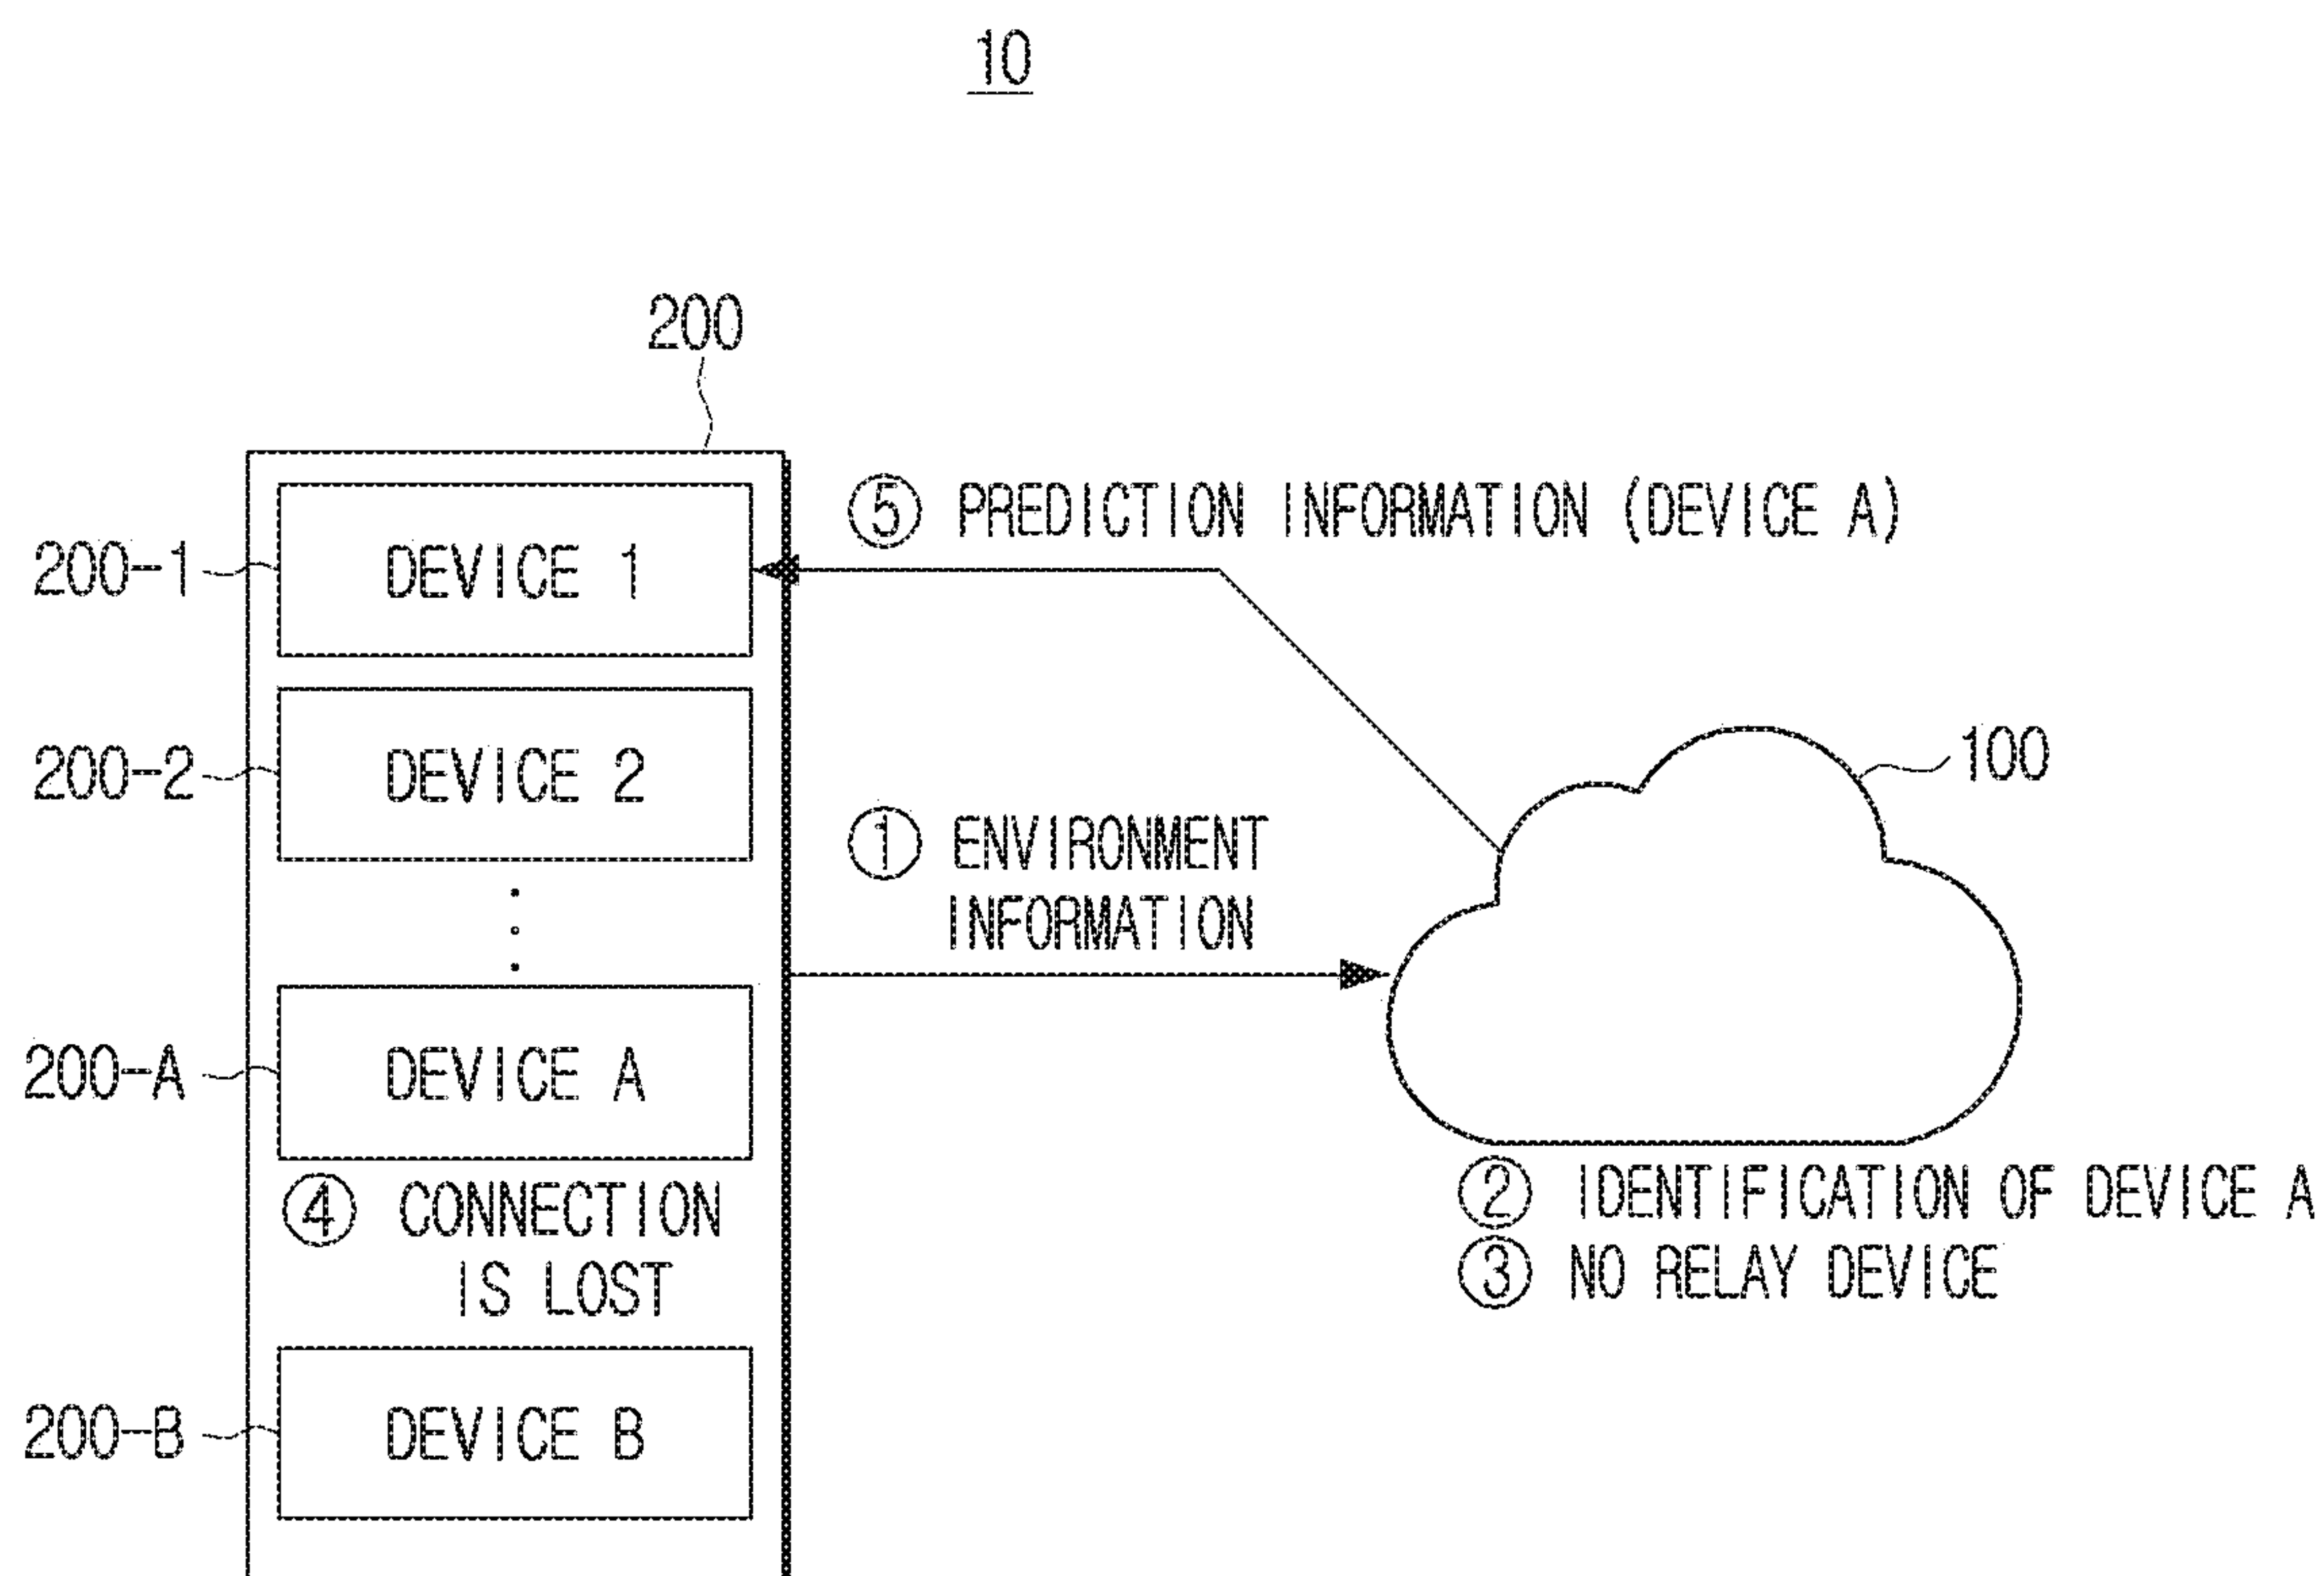 10
200
⑤ PREDICTION INFORMATION (DEVICE A)
200-1 DEVICE 1
200-2 DEVICE 2
100
① ENVIRONMENT
INFORMATION
200-A DEVICE A
④ CONNECTION
IS LOST
② IDENTIFICATION OF DEVICE A
③ NO RELAY DEVICE
200-B DEVICE B